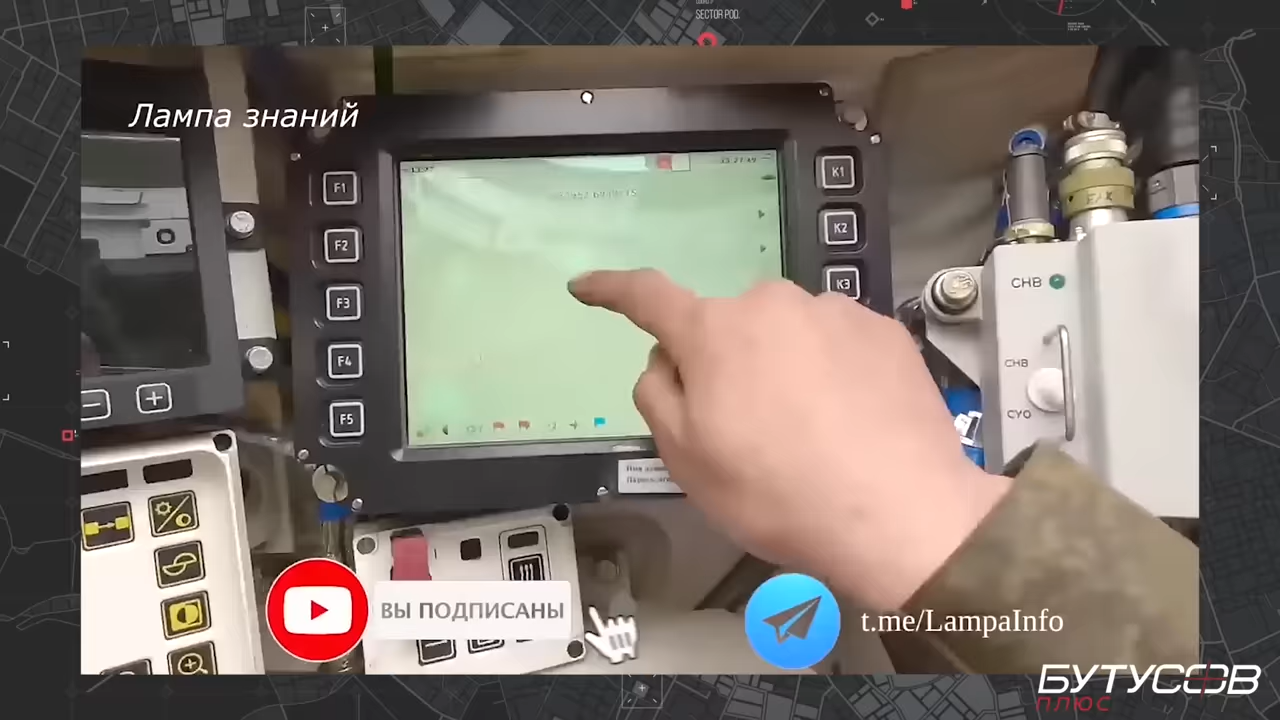 SECTOR POD.
Лампа знаний
F1
F2
F3
F4
F5
K1
K2
K3
СНВ
СНВ
СУО
ВЫ ПОДПИСАНЫ
t.me/LampaInfo
БУТУСОВ
ПЛЮС